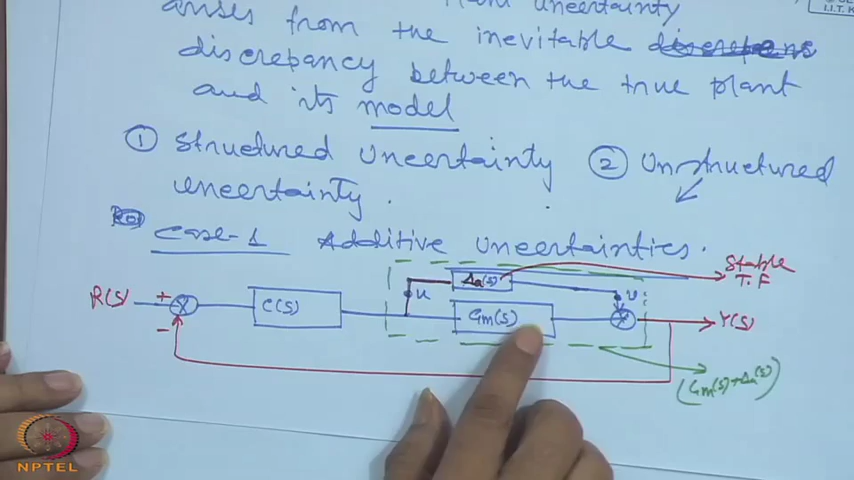 arises from the inevitable
discrepancy between the true plant
and its model
① Structured Uncertainty ② Unstructured
uncertainty.
Case-1 Additive Uncertainties.
Stable
T.F
Δa(s)
R(s) + C(s) u Gm(s) v Y(s)
-
(Gm(s)+Δa(s))
I.I.T. K
NPTEL